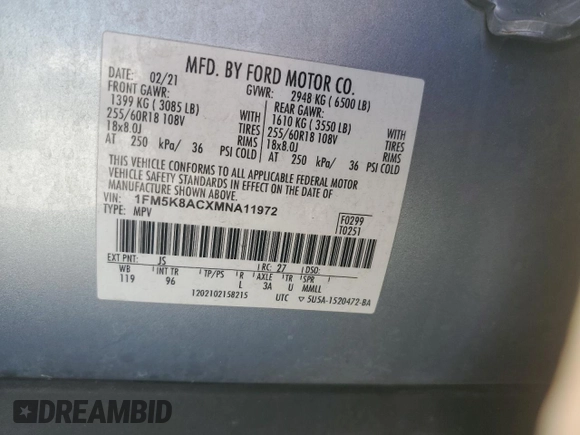 MFD. BY FORD MOTOR CO.
DATE: 02/21
GVWR: 2948 KG ( 6500 LB)
FRONT GAWR:
1399 KG ( 3085 LB)
WITH
255/60R18 108V
TIRES
18x8.0J
RIMS
AT 250 kPa/ 36 PSI COLD
REAR GAWR:
1610 KG ( 3550 LB)
WITH
255/60R18 108V
TIRES
18x8.0J
RIMS
AT 250 kPa/ 36 PSI COLD
THIS VEHICLE CONFORMS TO ALL APPLICABLE FEDERAL MOTOR
VEHICLE SAFETY STANDARDS IN EFFECT ON THE DATE OF MANUFACTURE
SHOWN ABOVE.
VIN: 1FM5K8ACXMNA11972
TYPE: MPV
F0299
T0251
EXT PNT: JS RC: 27 DSO:
WB INT TR TP/PS R AXLE TR SPR
119 96 L 3A U MMLL
1202102158215 UTC ▽5U5A-1520472-BA
DREAMBID